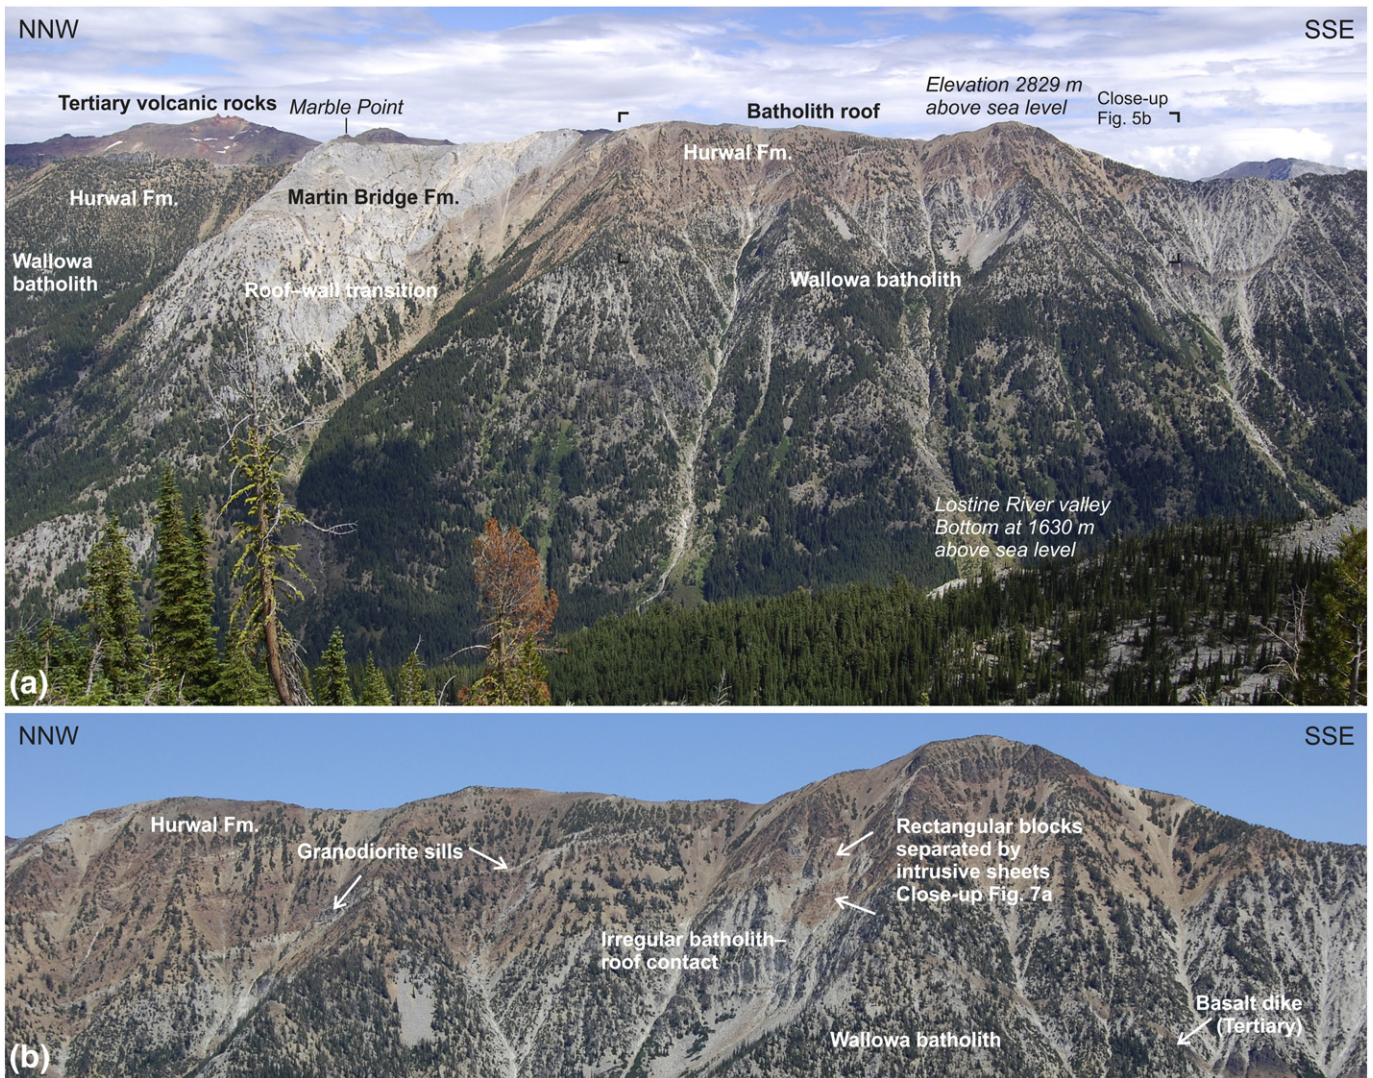 NNW
SSE
Tertiary volcanic rocks
Marble Point
Batholith roof
Elevation 2829 m
above sea level
Close-up
Fig. 5b
Hurwal Fm.
Hurwal Fm.
Martin Bridge Fm.
Wallowa
batholith
Roof–wall transition
Wallowa batholith
Lostine River valley
Bottom at 1630 m
above sea level
(a)
NNW
SSE
Hurwal Fm.
Granodiorite sills
Rectangular blocks
separated by
intrusive sheets
Close-up Fig. 7a
Irregular batholith–
roof contact
Basalt dike
(Tertiary)
Wallowa batholith
(b)